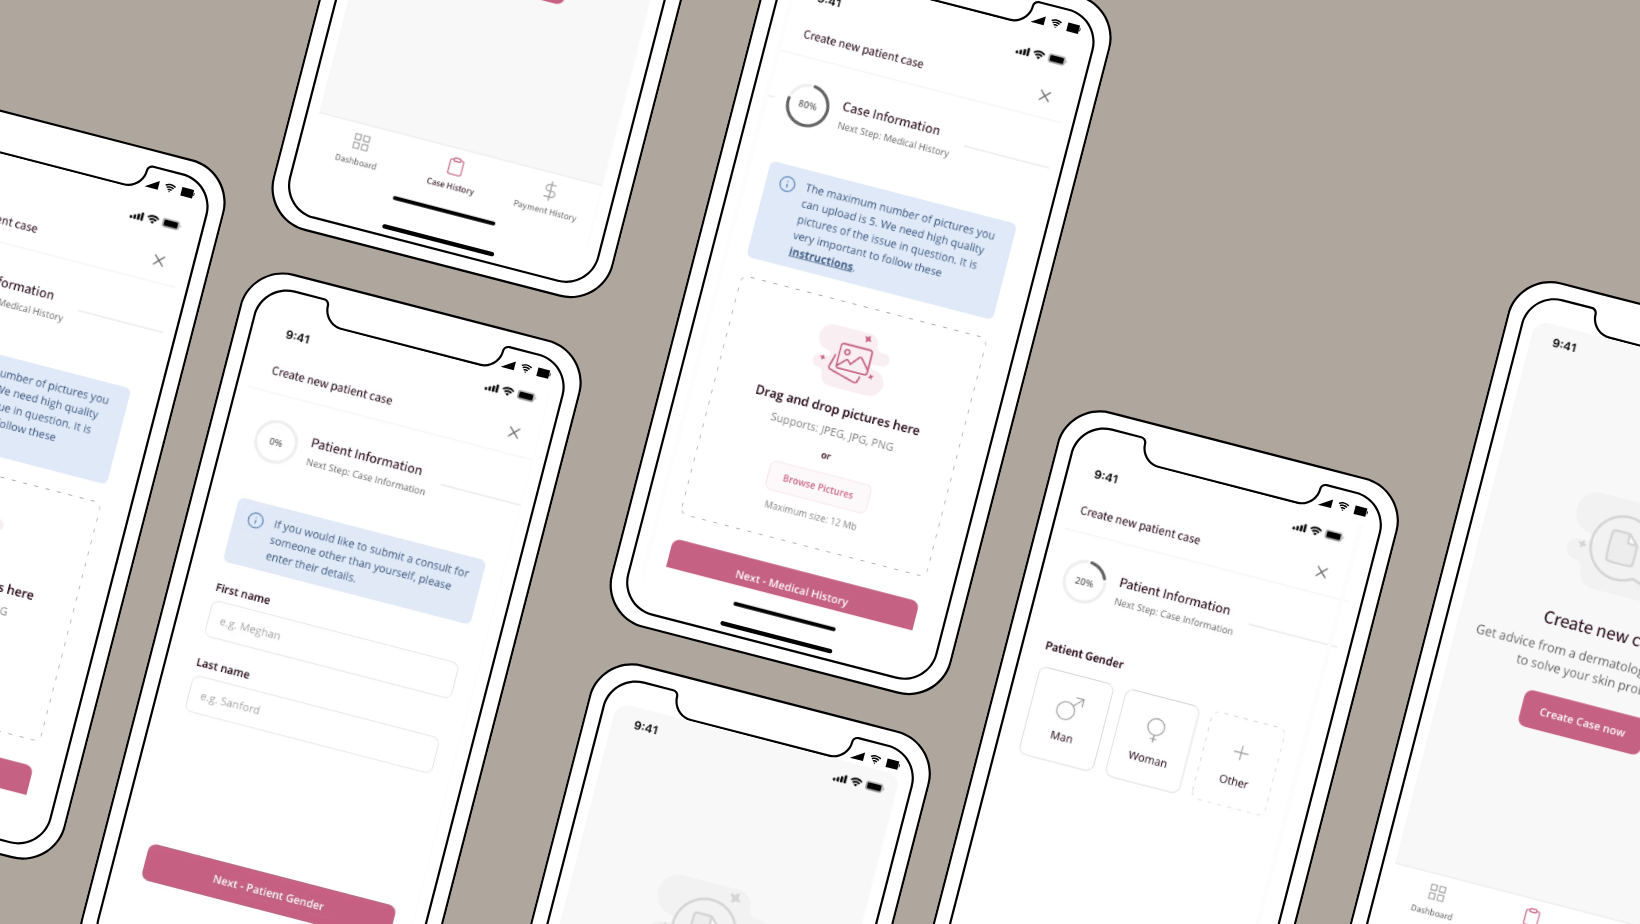 ent case
formation
Medical History
umber of pictures you
We need high quality
ue in question. It is
follow these
s here
G
Dashboard
Case History
Payment History
9:41
Create new patient case
0%
Patient Information
Next Step: Case Information
If you would like to submit a consult for
someone other than yourself, please
enter their details.
First name
e.g. Meghan
Last name
e.g. Sanford
Next - Patient Gender
9:41
Create new patient case
80%
Case Information
Next Step: Medical History
The maximum number of pictures you
can upload is 5. We need high quality
pictures of the issue in question. It is
very important to follow these
instructions.
Drag and drop pictures here
Supports: JPEG, JPG, PNG
or
Browse Pictures
Maximum size: 12 Mb
Next - Medical History
9:41
9:41
Create new patient case
20%
Patient Information
Next Step: Case Information
Patient Gender
Man
Woman
Other
9:41
Create new c
Get advice from a dermatolog
to solve your skin prob
Create Case now
Dashboard